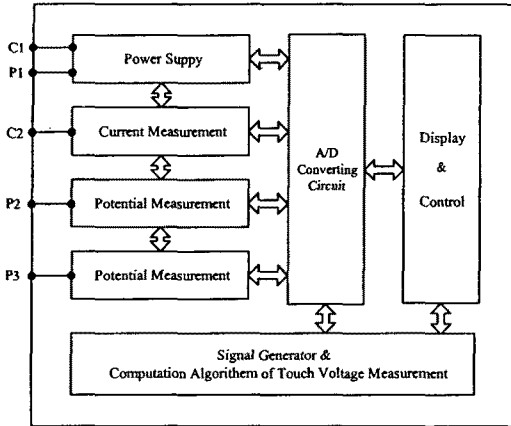 C1
P1
Power Suppy
C2
Current Measurement
P2
Potential Measurement
P3
Potential Measurement
A/D
Converting
Circuit
Display
&
Control
Signal Generator &
Computation Algorithem of Touch Voltage Measurement